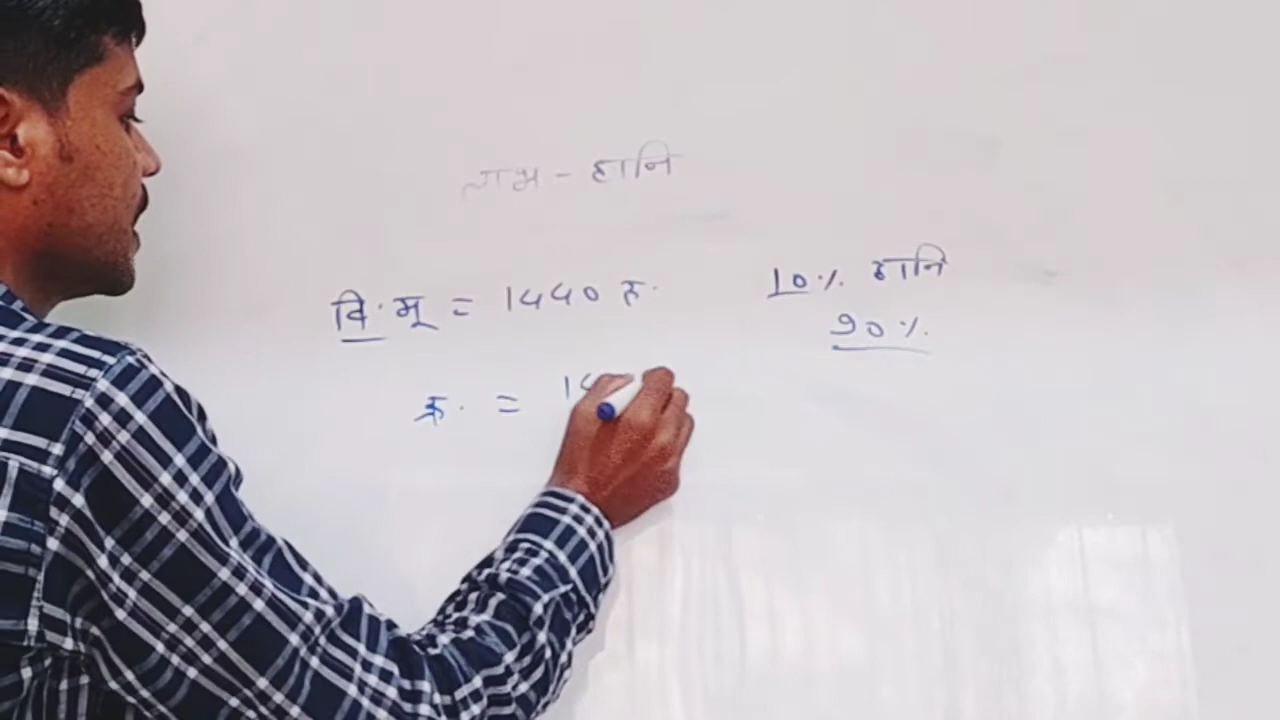 लाभ - हानि
वि. मू = 1440 रु.
10% हानि
90%
क्र. = 14